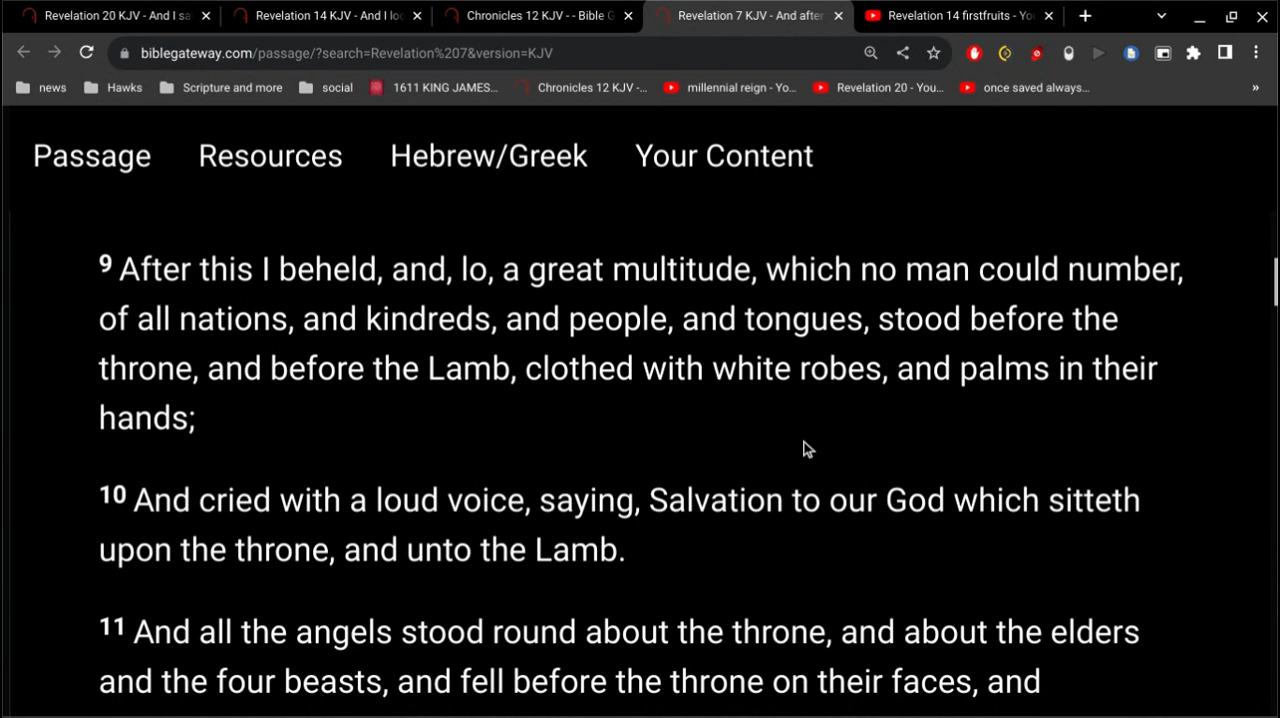 Revelation 20 KJV - And I sa
Revelation 14 KJV - And I loo
Chronicles 12 KJV - - Bible G
Revelation 7 KJV - And after
Revelation 14 firstfruits - Yo
biblegateway.com/passage/?search=Revelation%207&version=KJV
news
Hawks
Scripture and more
social
1611 KING JAMES...
Chronicles 12 KJV -...
millennial reign - Yo...
Revelation 20 - You...
once saved always...
»
Passage Resources Hebrew/Greek Your Content
9 After this I beheld, and, lo, a great multitude, which no man could number,
of all nations, and kindreds, and people, and tongues, stood before the
throne, and before the Lamb, clothed with white robes, and palms in their
hands;
10 And cried with a loud voice, saying, Salvation to our God which sitteth
upon the throne, and unto the Lamb.
11 And all the angels stood round about the throne, and about the elders
and the four beasts, and fell before the throne on their faces, and